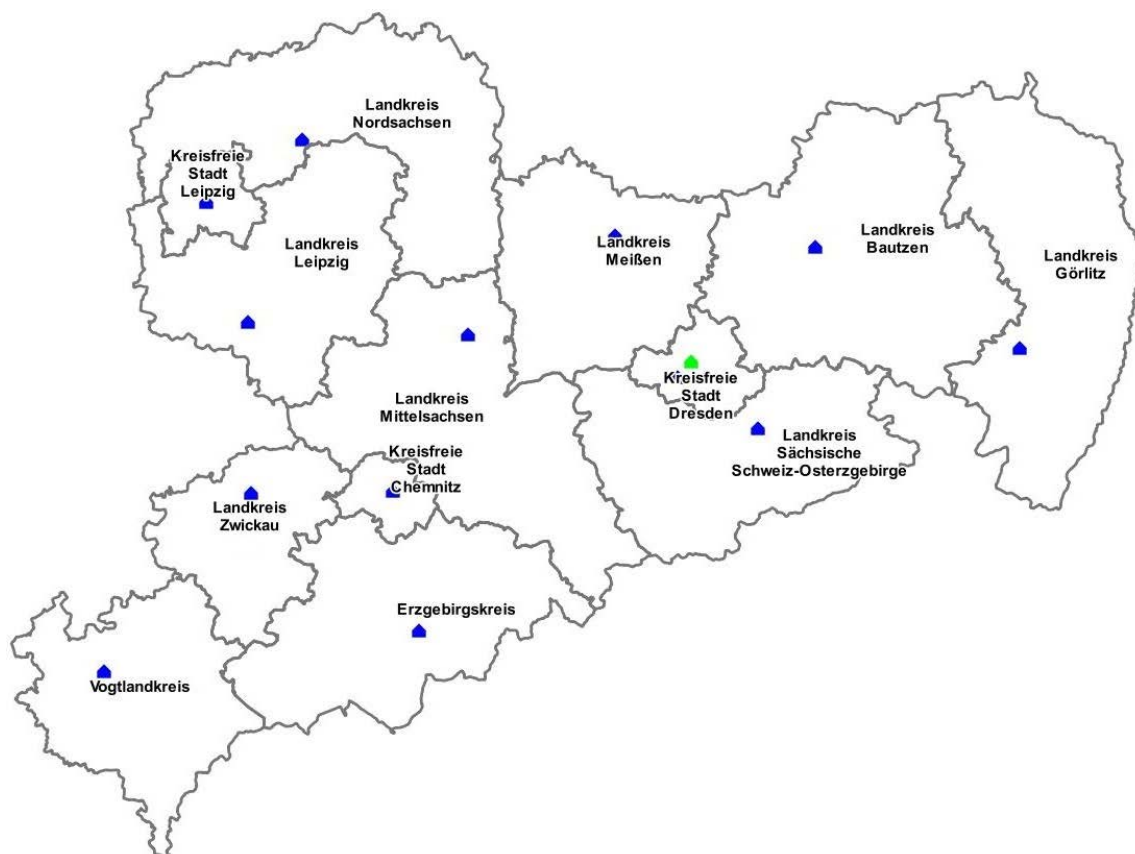 Landkreis
Nordsachsen
Kreisfreie
Stadt
Leipzig
Landkreis
Leipzig
Landkreis
Meißen
Landkreis
Bautzen
Landkreis
Görlitz
Kreisfreie
Stadt
Dresden
Landkreis
Mittelsachsen
Landkreis
Sächsische
Schweiz-Osterzgebirge
Kreisfreie
Stadt
Chemnitz
Landkreis
Zwickau
Erzgebirgskreis
Vogtlandkreis